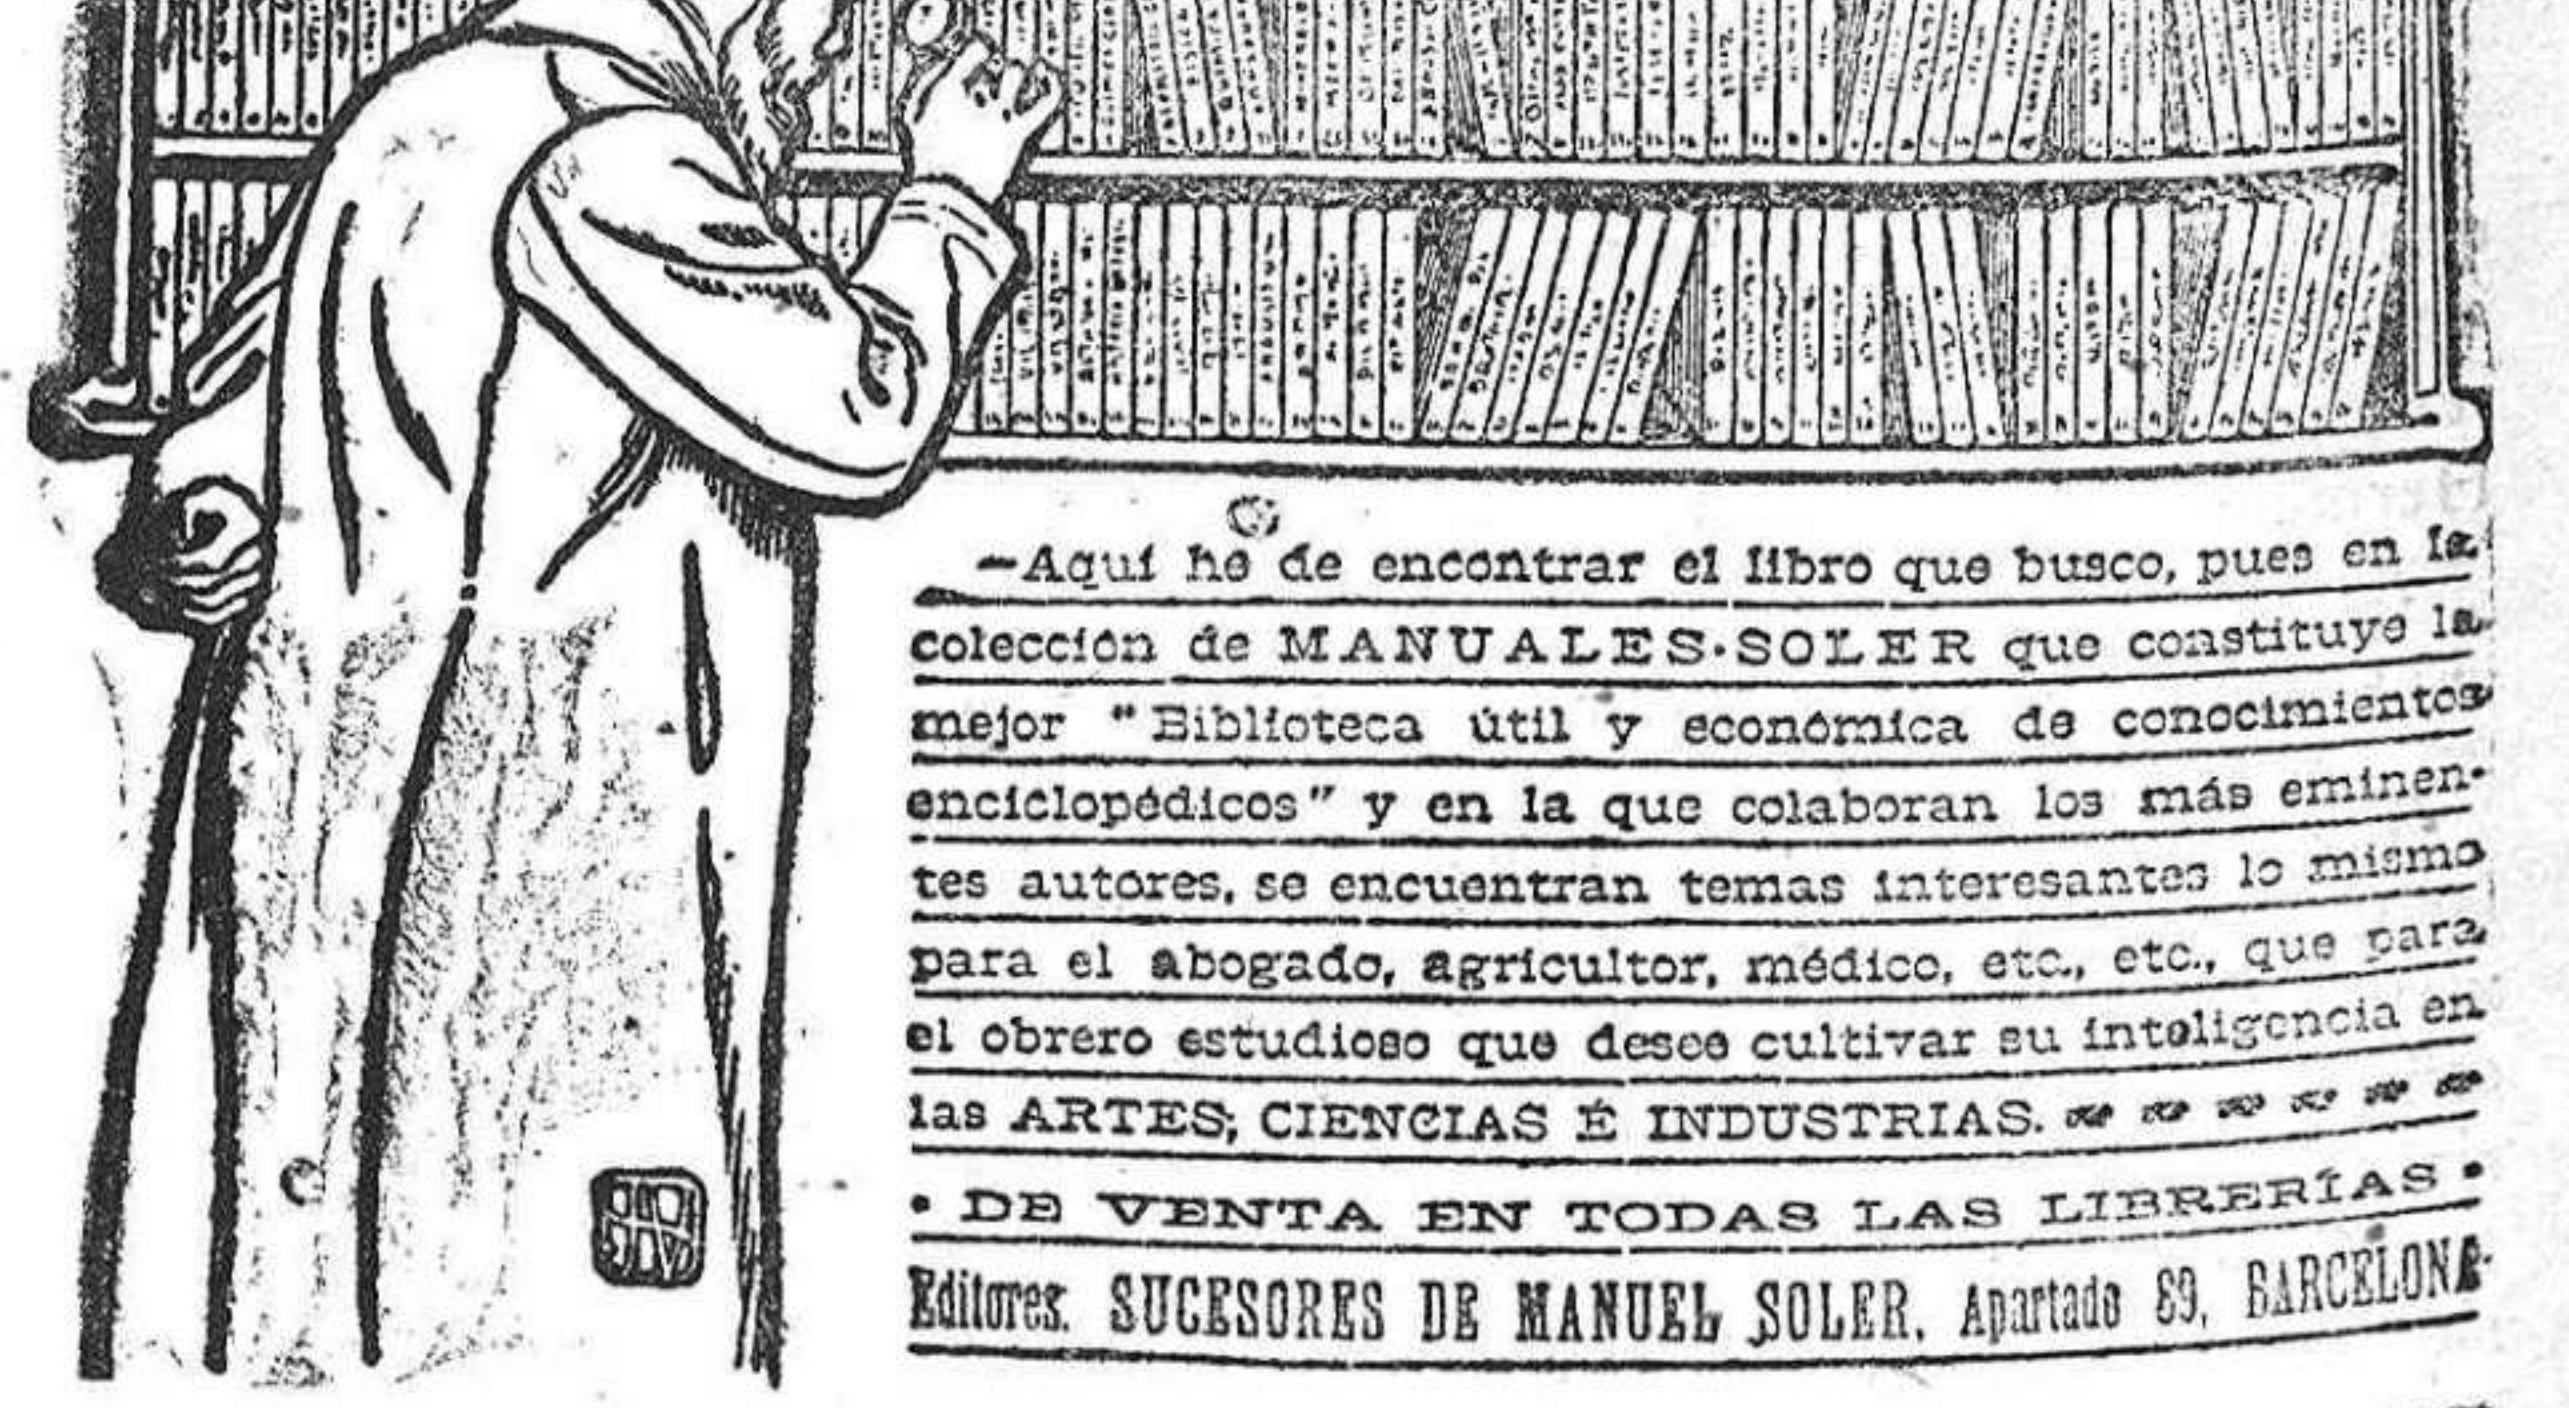 —Aquí he de encontrar el libro que busco, pues en la
colección de MANUALES·SOLER que constituye la
mejor "Biblioteca útil y económica de conocimientos
enciclopédicos" y en la que colaboran los más eminen-
tes autores, se encuentran temas interesantes lo mismo
para el abogado, agricultor, médico, etc., etc., que para
el obrero estudioso que desee cultivar su inteligencia en
las ARTES, CIENCIAS É INDUSTRIAS.
• DE VENTA EN TODAS LAS LIBRERÍAS •
Editores. SUCESORES DE MANUEL SOLER. Apartado 89, BARCELONA